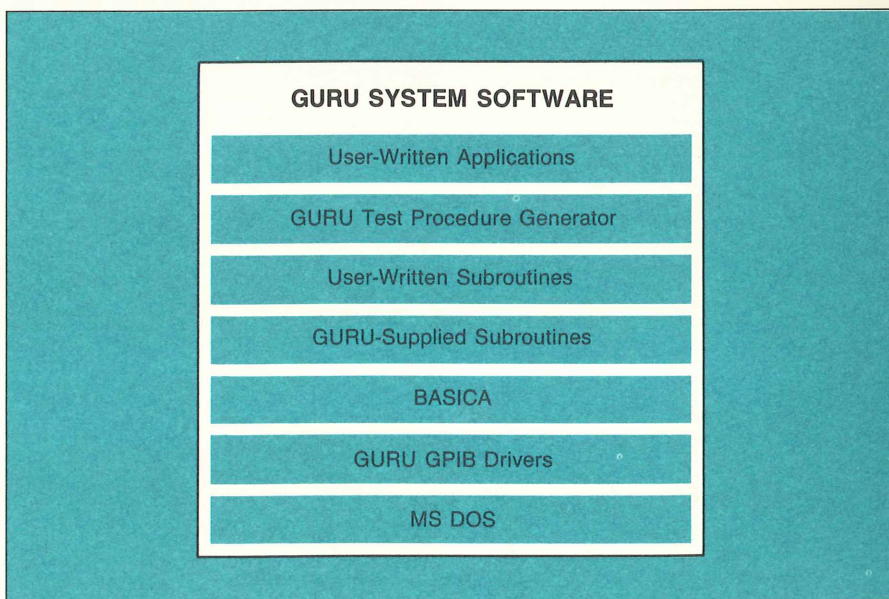 GURU SYSTEM SOFTWARE
User-Written Applications
GURU Test Procedure Generator
User-Written Subroutines
GURU-Supplied Subroutines
BASICA
GURU GPIB Drivers
MS DOS